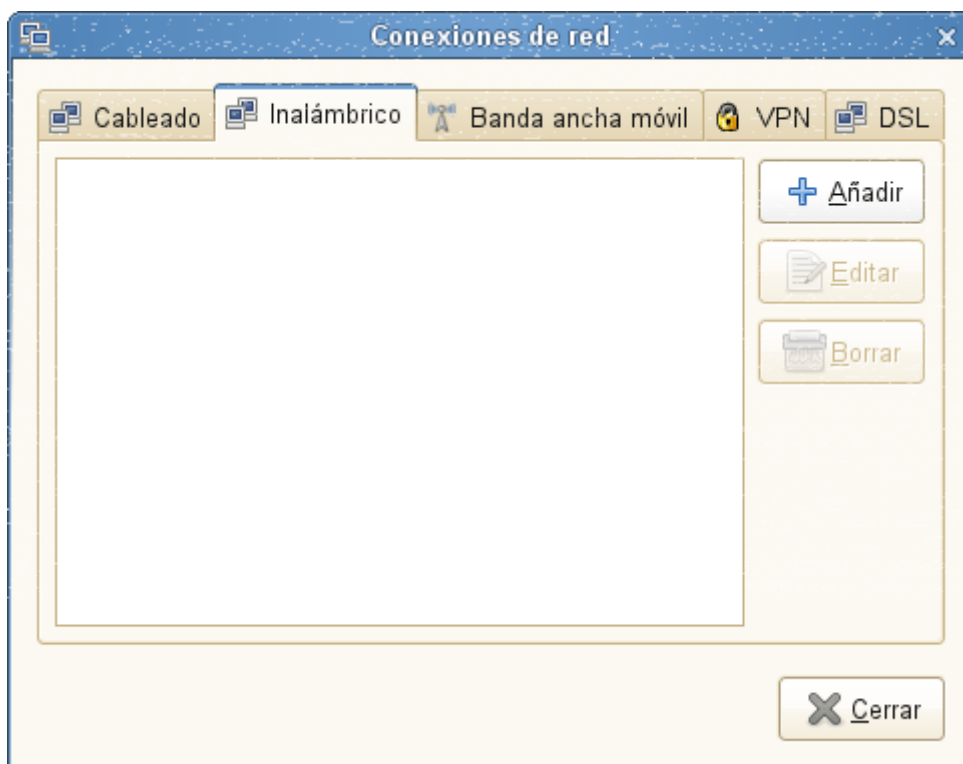 Conexiones de red
Cableado
Inalámbrico
Banda ancha móvil
VPN
DSL
Añadir
Editar
Borrar
Cerrar